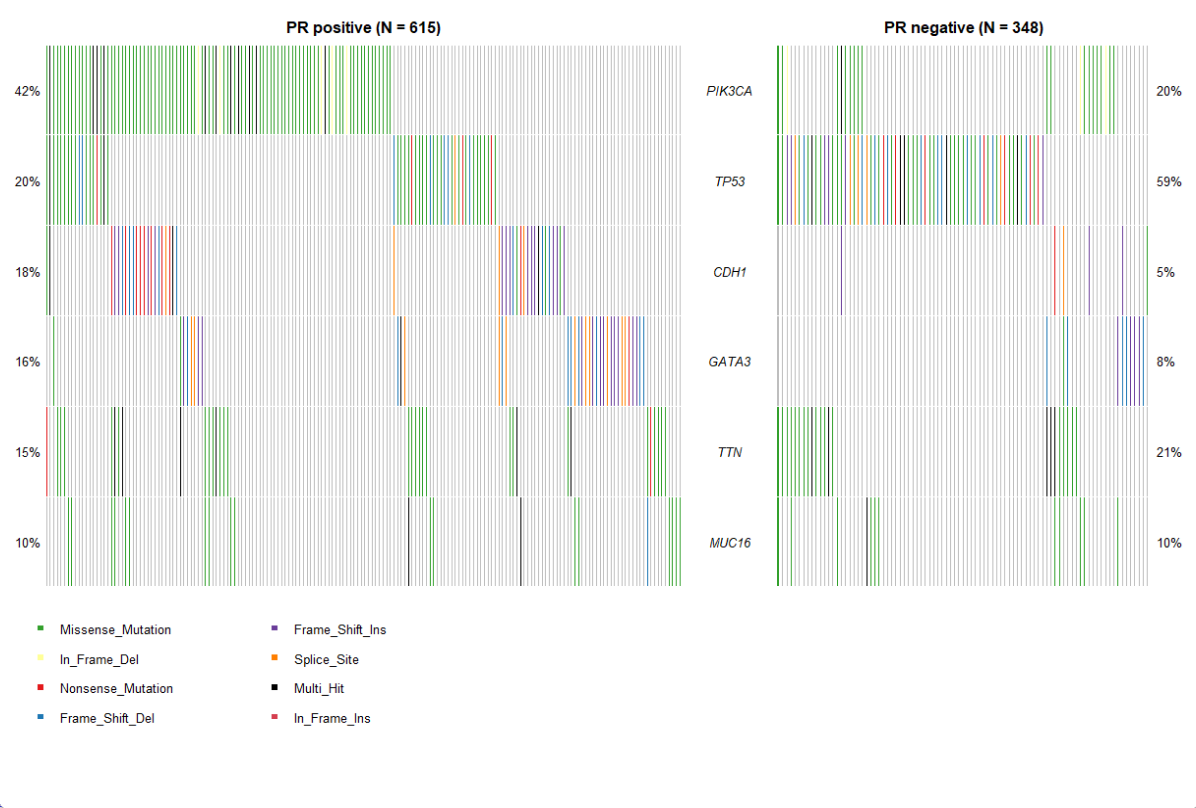 PR positive (N = 615) PR negative (N = 348)
42% PIK3CA 20%
20% TP53 59%
18% CDH1 5%
16% GATA3 8%
15% TTN 21%
10% MUC16 10%
Missense_Mutation Frame_Shift_Ins
In_Frame_Del Splice_Site
Nonsense_Mutation Multi_Hit
Frame_Shift_Del In_Frame_Ins